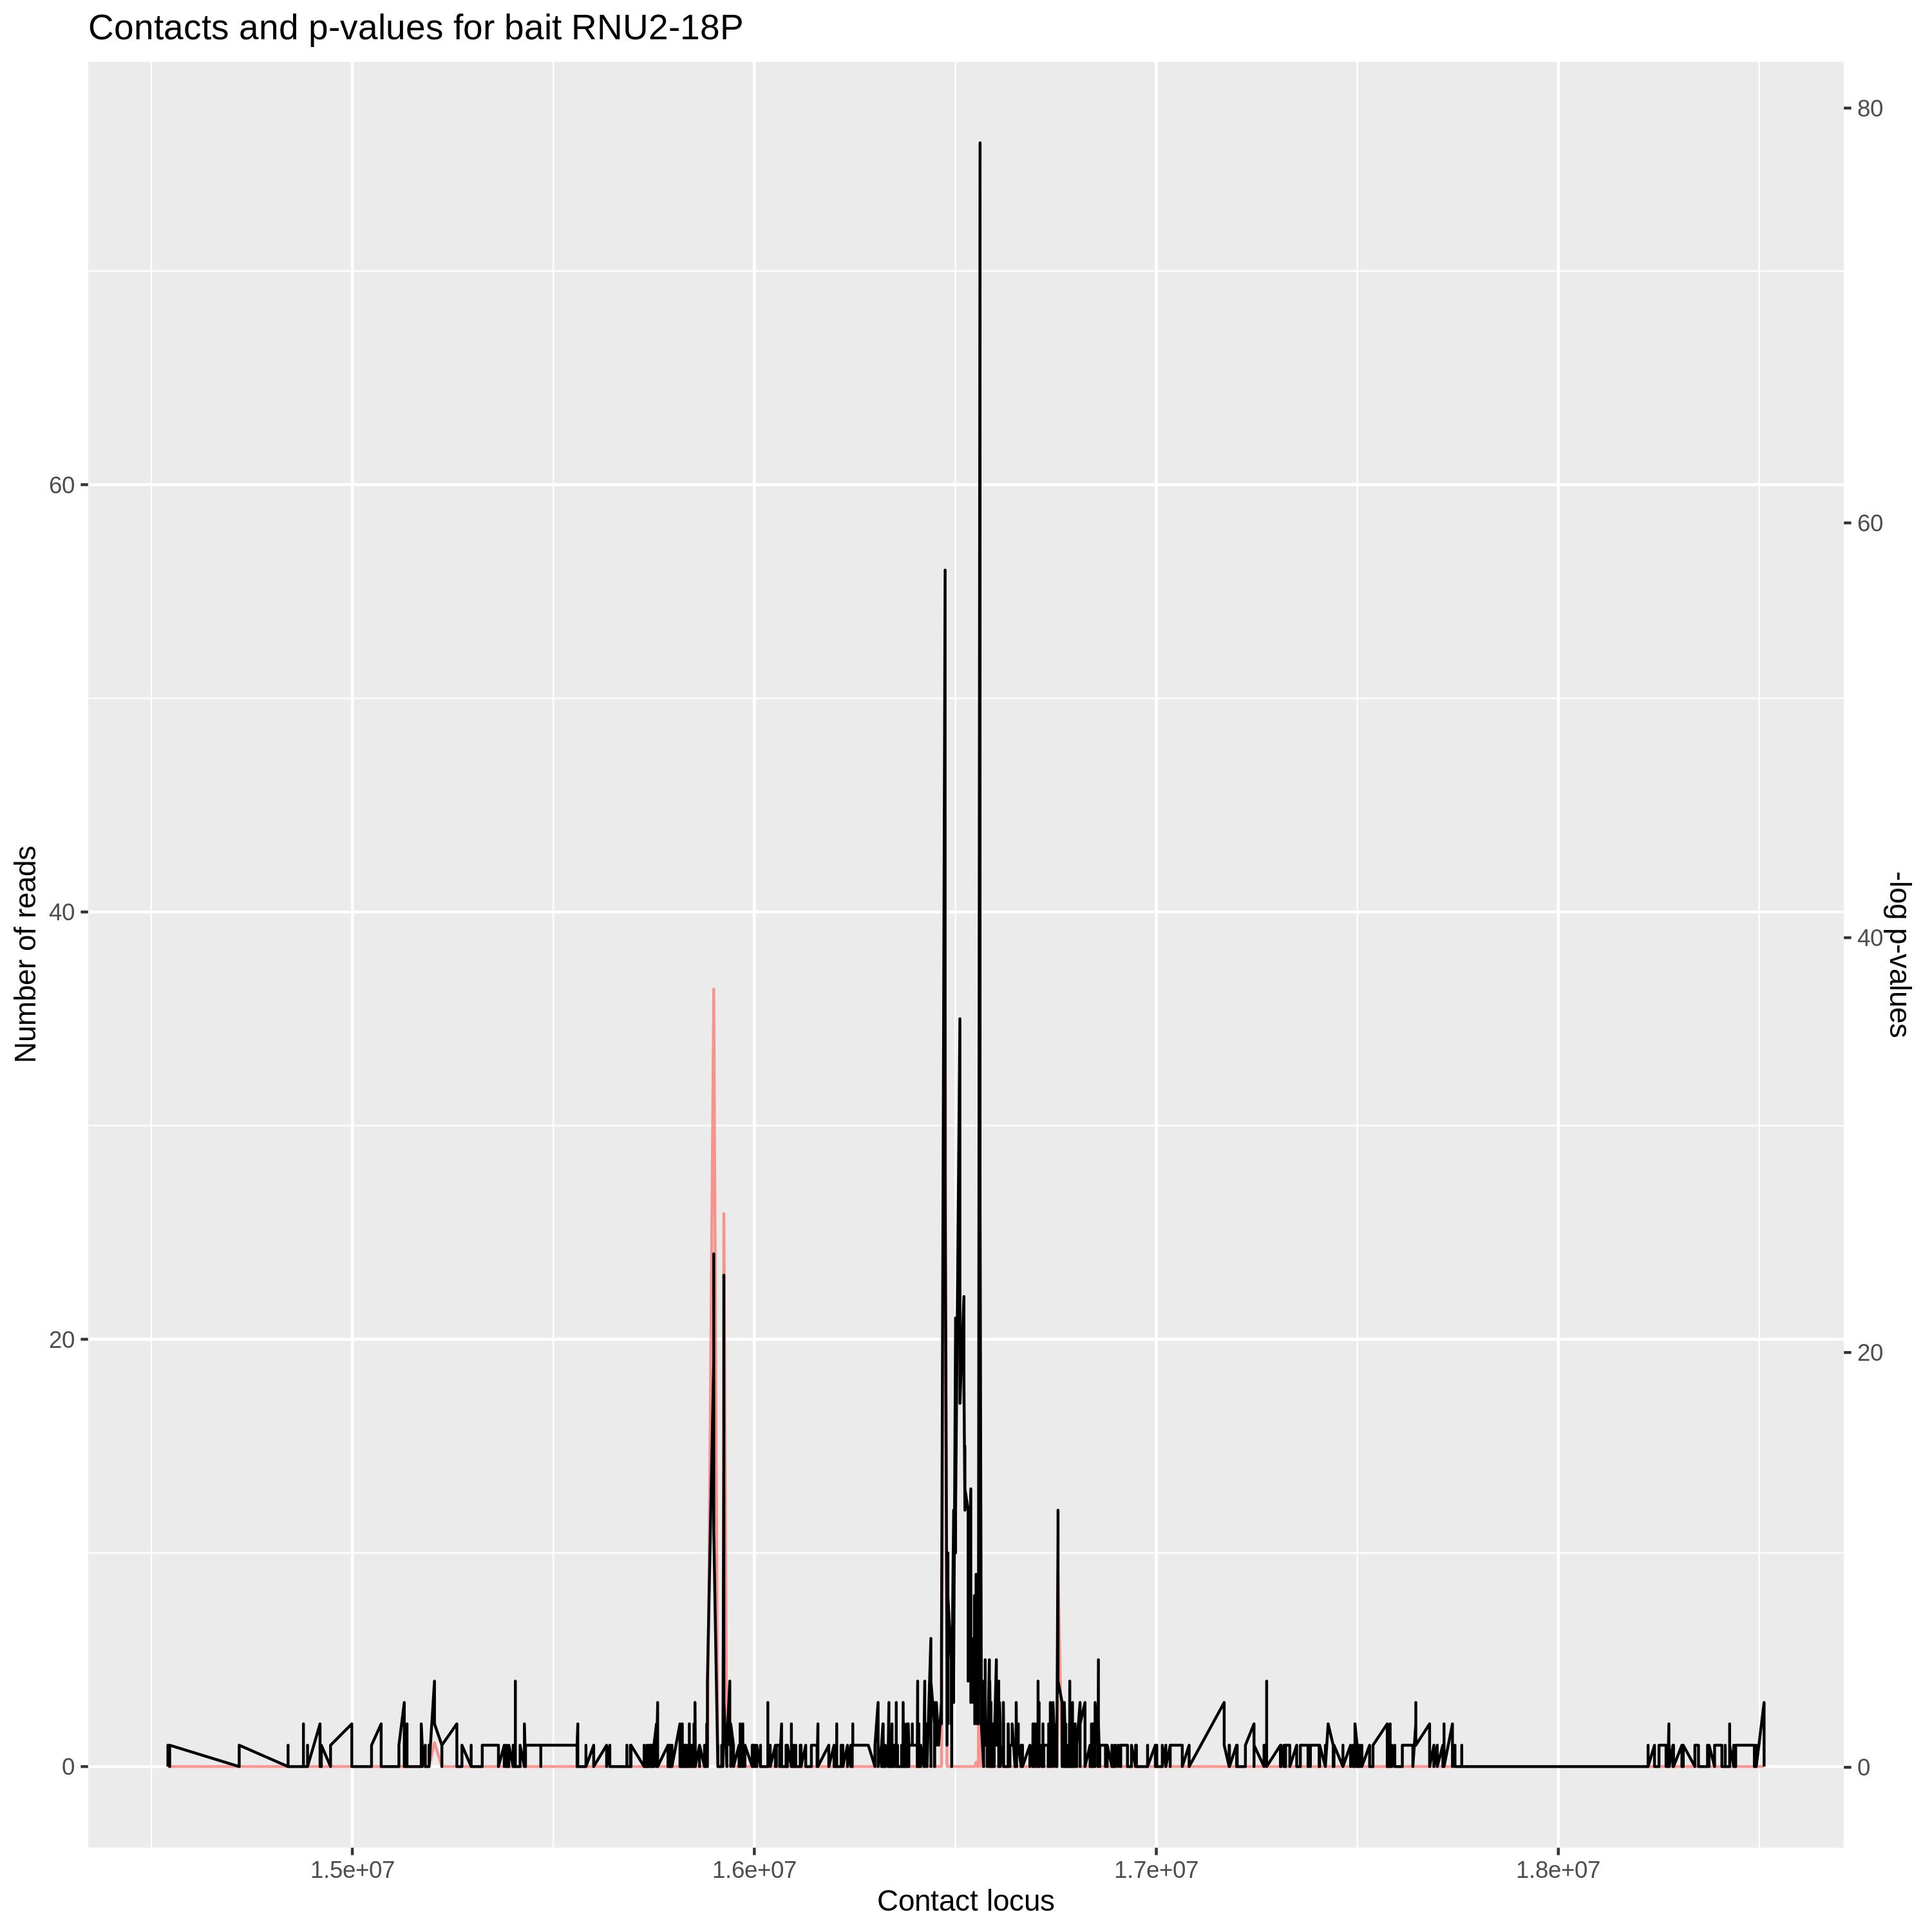 Contacts and p-values for bait RNU2-18P
80
60
60
Number of reads
40
40
-log p-values
20
20
0
0
1.5e+07
1.6e+07
1.7e+07
1.8e+07
Contact locus